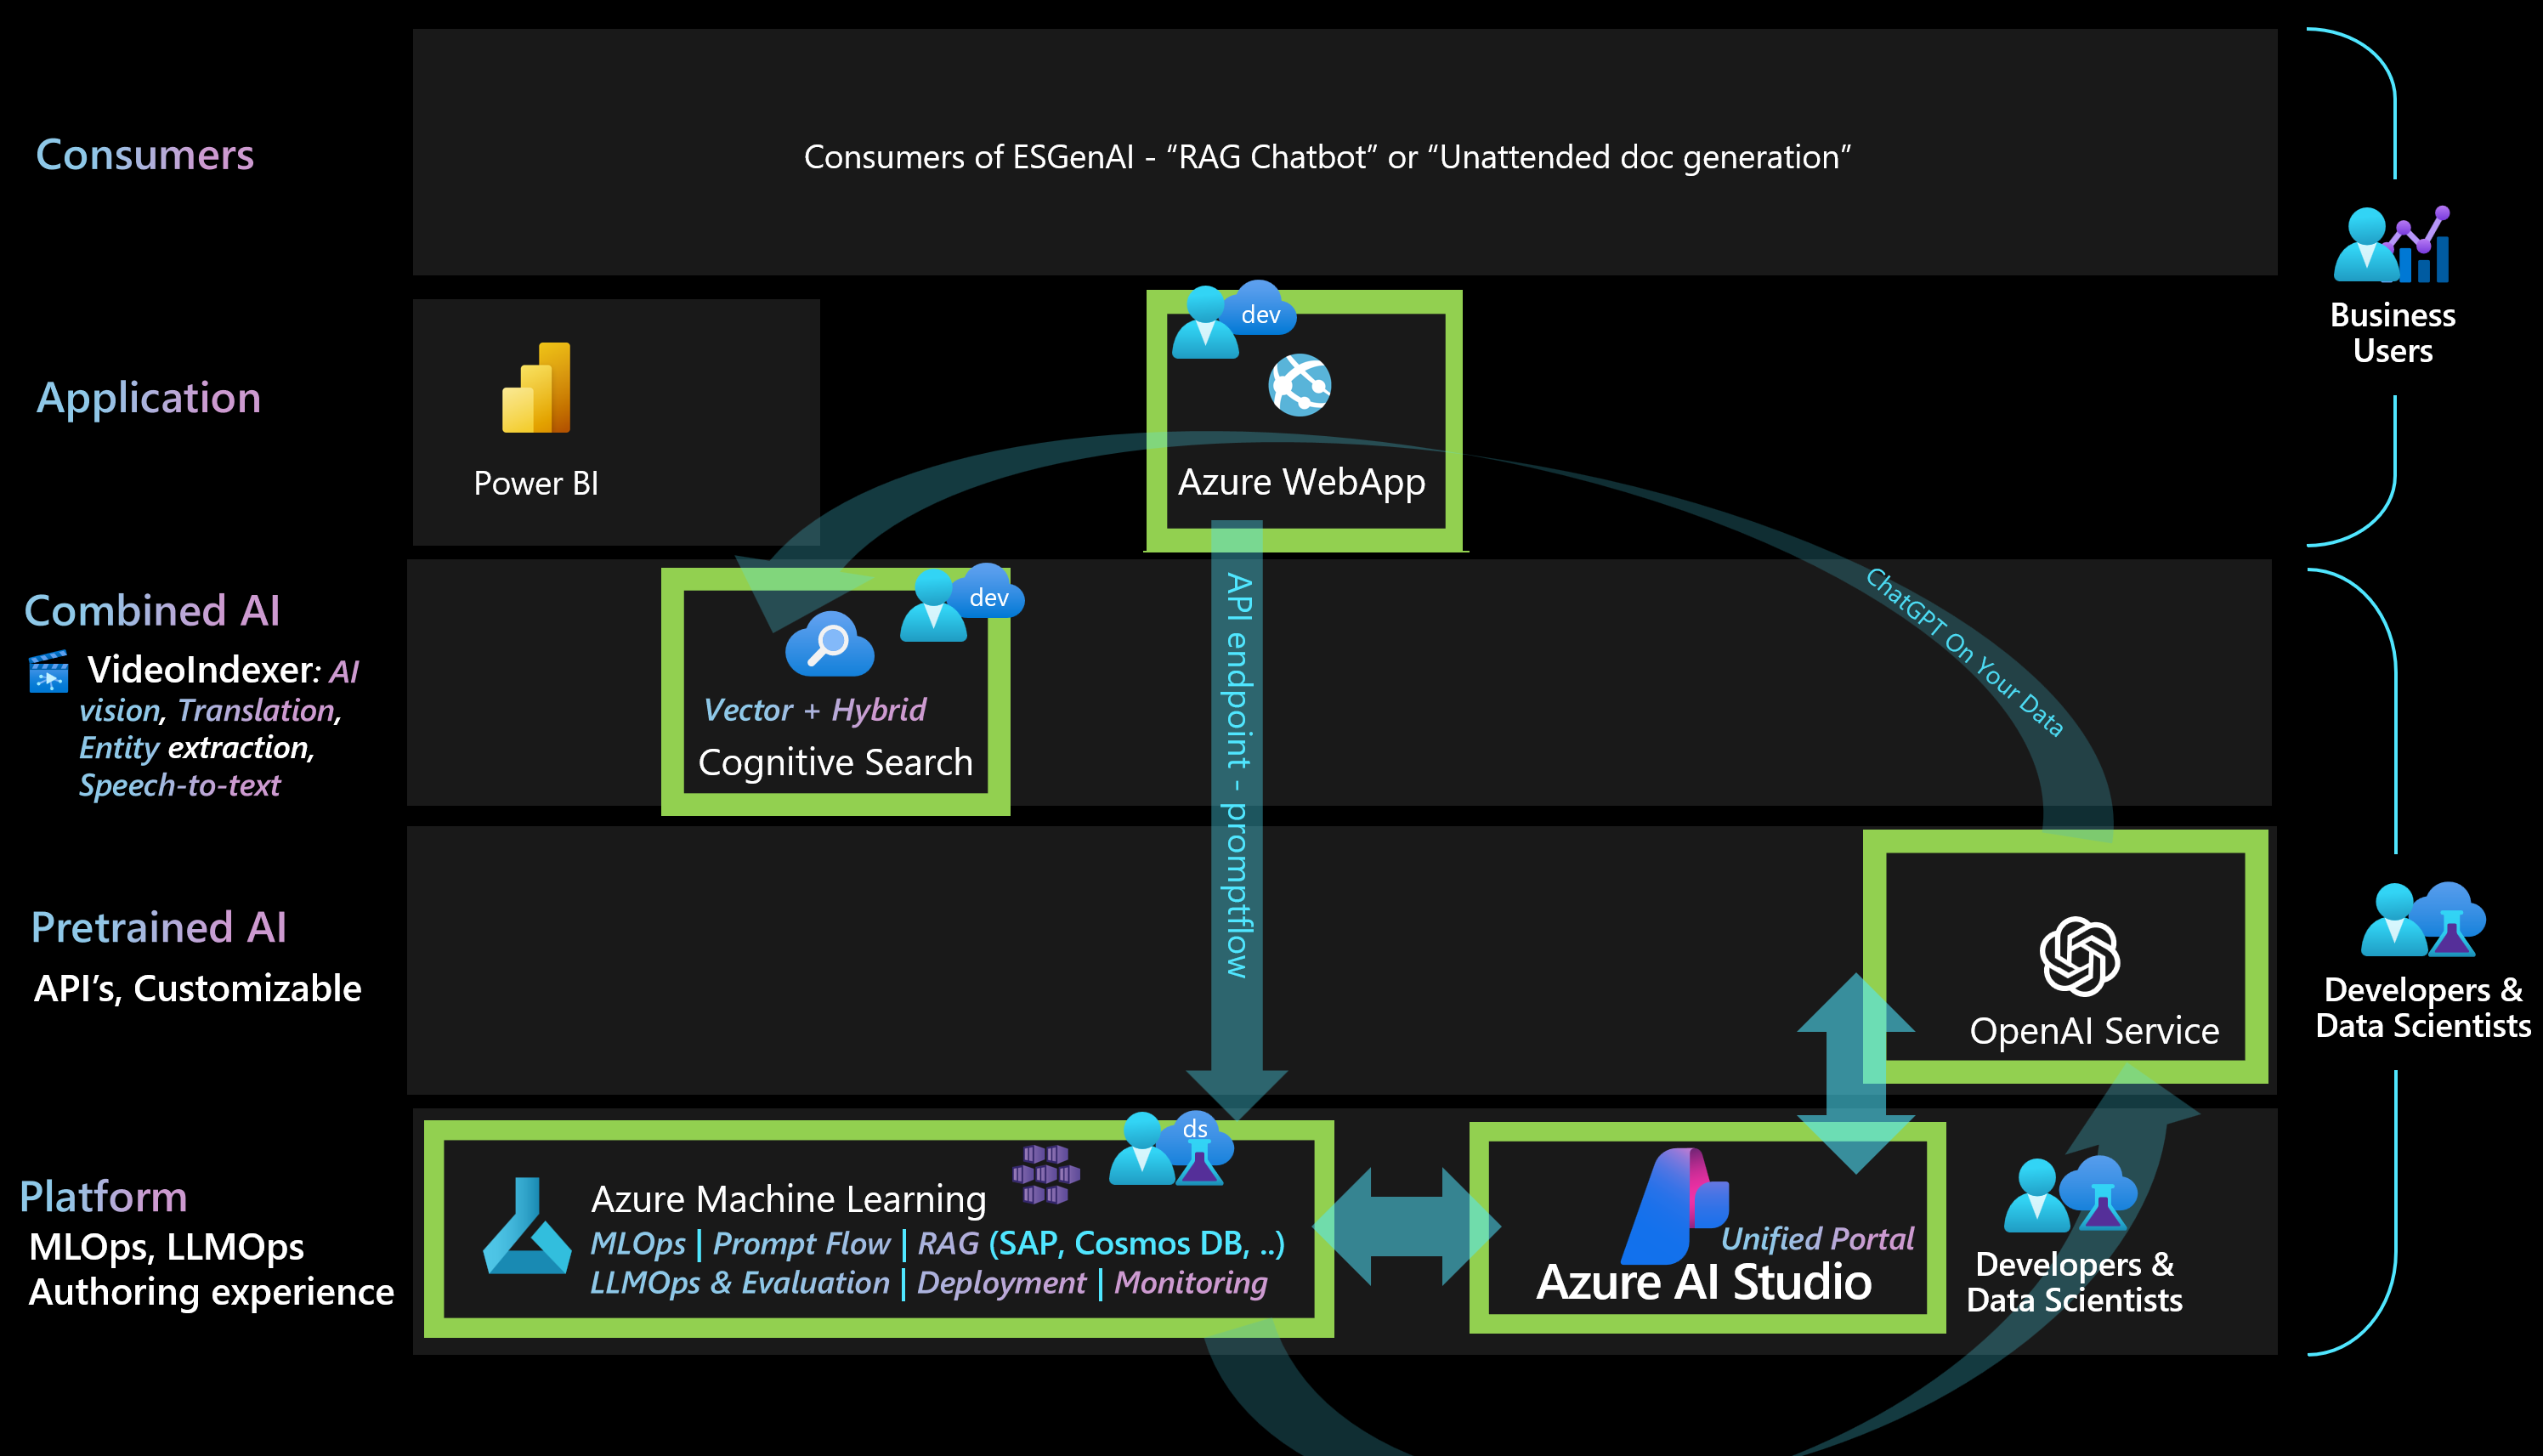 Consumers
Consumers of ESGenAI - “RAG Chatbot” or “Unattended doc generation”
Business
Users
Application
Power BI
dev
Azure WebApp
Combined AI
VideoIndexer: AI
vision, Translation,
Entity extraction,
Speech-to-text
dev
Vector + Hybrid
Cognitive Search
API endpoint - promptflow
ChatGPT On Your Data
Pretrained AI
API’s, Customizable
OpenAI Service
Developers &
Data Scientists
Platform
MLOps, LLMOps
Authoring experience
ds
Azure Machine Learning
MLOps | Prompt Flow | RAG (SAP, Cosmos DB, ..)
LLMOps & Evaluation | Deployment | Monitoring
Unified Portal
Azure AI Studio
Developers &
Data Scientists